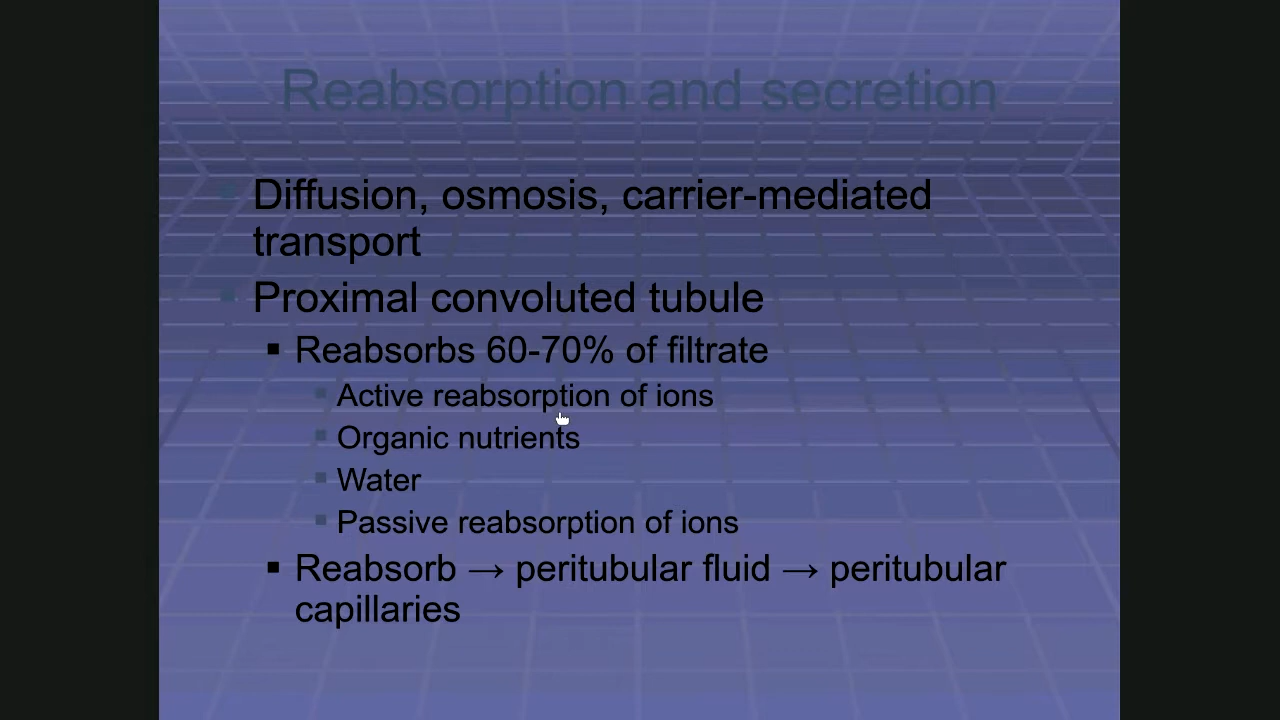 Reabsorption and secretion
Diffusion, osmosis, carrier-mediated
transport
Proximal convoluted tubule
Reabsorbs 60-70% of filtrate
Active reabsorption of ions
Organic nutrients
Water
Passive reabsorption of ions
Reabsorb → peritubular fluid → peritubular
capillaries